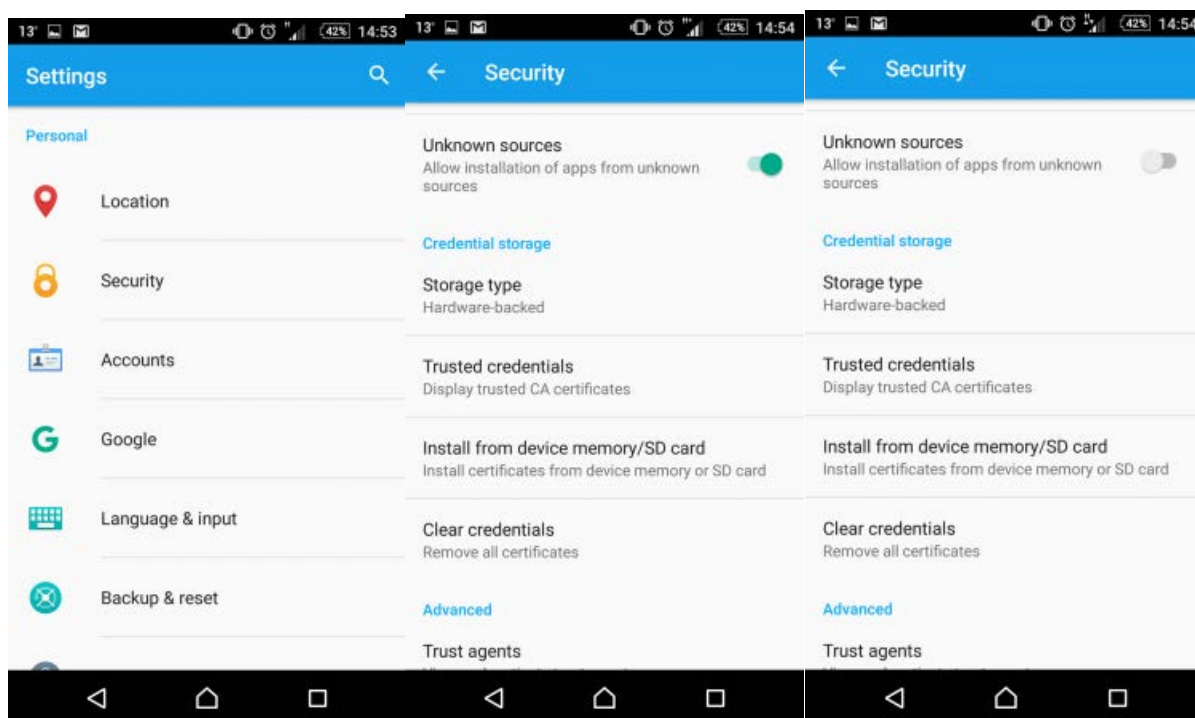 13°
42%
14:53
Settings
Personal
Location
Security
Accounts
Google
Language & input
Backup & reset
13°
42%
14:54
Security
Unknown sources
Allow installation of apps from unknown
sources
Credential storage
Storage type
Hardware-backed
Trusted credentials
Display trusted CA certificates
Install from device memory/SD card
Install certificates from device memory or SD card
Clear credentials
Remove all certificates
Advanced
Trust agents
13°
42%
14:54
Security
Unknown sources
Allow installation of apps from unknown
sources
Credential storage
Storage type
Hardware-backed
Trusted credentials
Display trusted CA certificates
Install from device memory/SD card
Install certificates from device memory or SD card
Clear credentials
Remove all certificates
Advanced
Trust agents